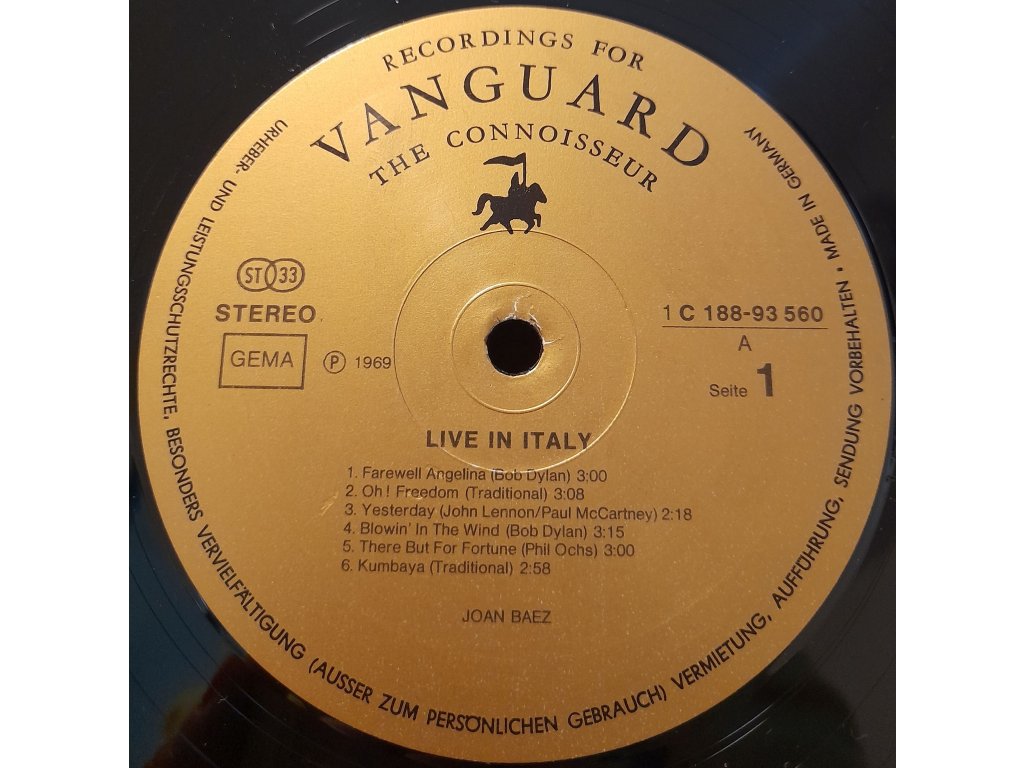 RECORDINGS FOR
VANGUARD
THE CONNOISSEUR
URHEBER- UND LEISTUNGSSCHUTZRECHTE, BESONDERS VERVIELFÄLTIGUNG (AUSSER ZUM PERSÖNLICHEN GEBRAUCH) VERMIETUNG, AUFFÜHRUNG, SENDUNG VORBEHALTEN • MADE IN GERMANY
ST 33
STEREO
GEMA
Ⓟ 1969
1 C 188-93 560
A
Seite 1
LIVE IN ITALY
1. Farewell Angelina (Bob Dylan) 3:00
2. Oh! Freedom (Traditional) 3:08
3. Yesterday (John Lennon/Paul McCartney) 2:18
4. Blowin' In The Wind (Bob Dylan) 3:15
5. There But For Fortune (Phil Ochs) 3:00
6. Kumbaya (Traditional) 2:58
JOAN BAEZ